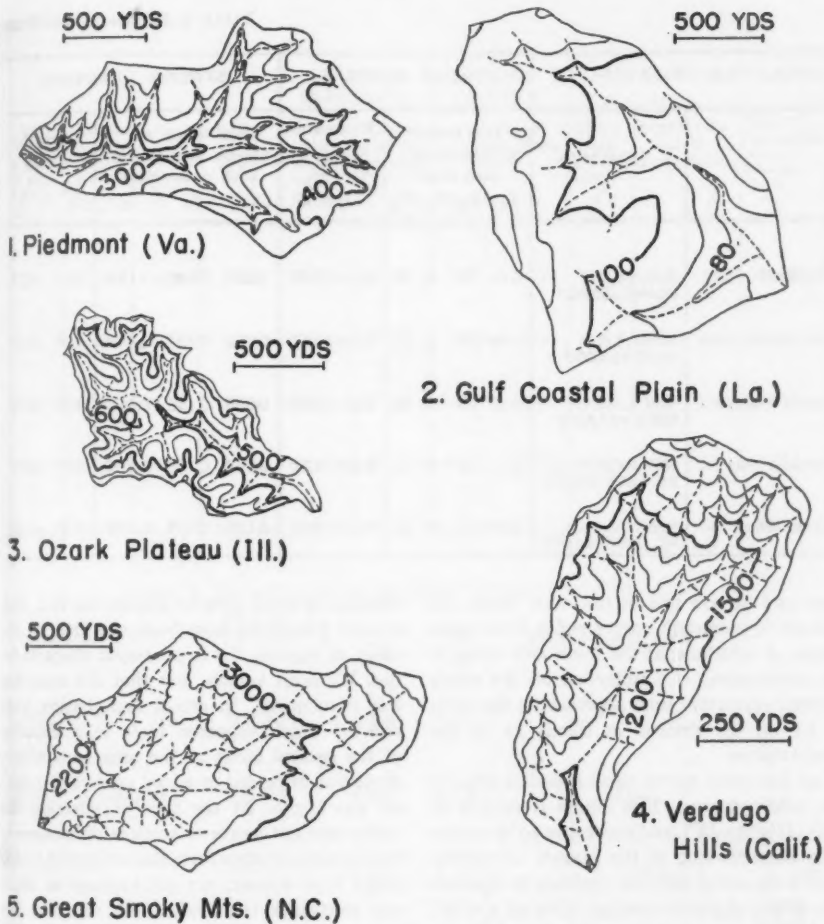 500 YDS
300
400
1. Piedmont (Va.)
500 YDS
100
80
2. Gulf Coastal Plain (La.)
500 YDS
600
500
3. Ozark Plateau (Ill.)
1500
1200
250 YDS
4. Verdugo
Hills (Calif.)
500 YDS
3000
2200
5. Great Smoky Mts. (N.C.)